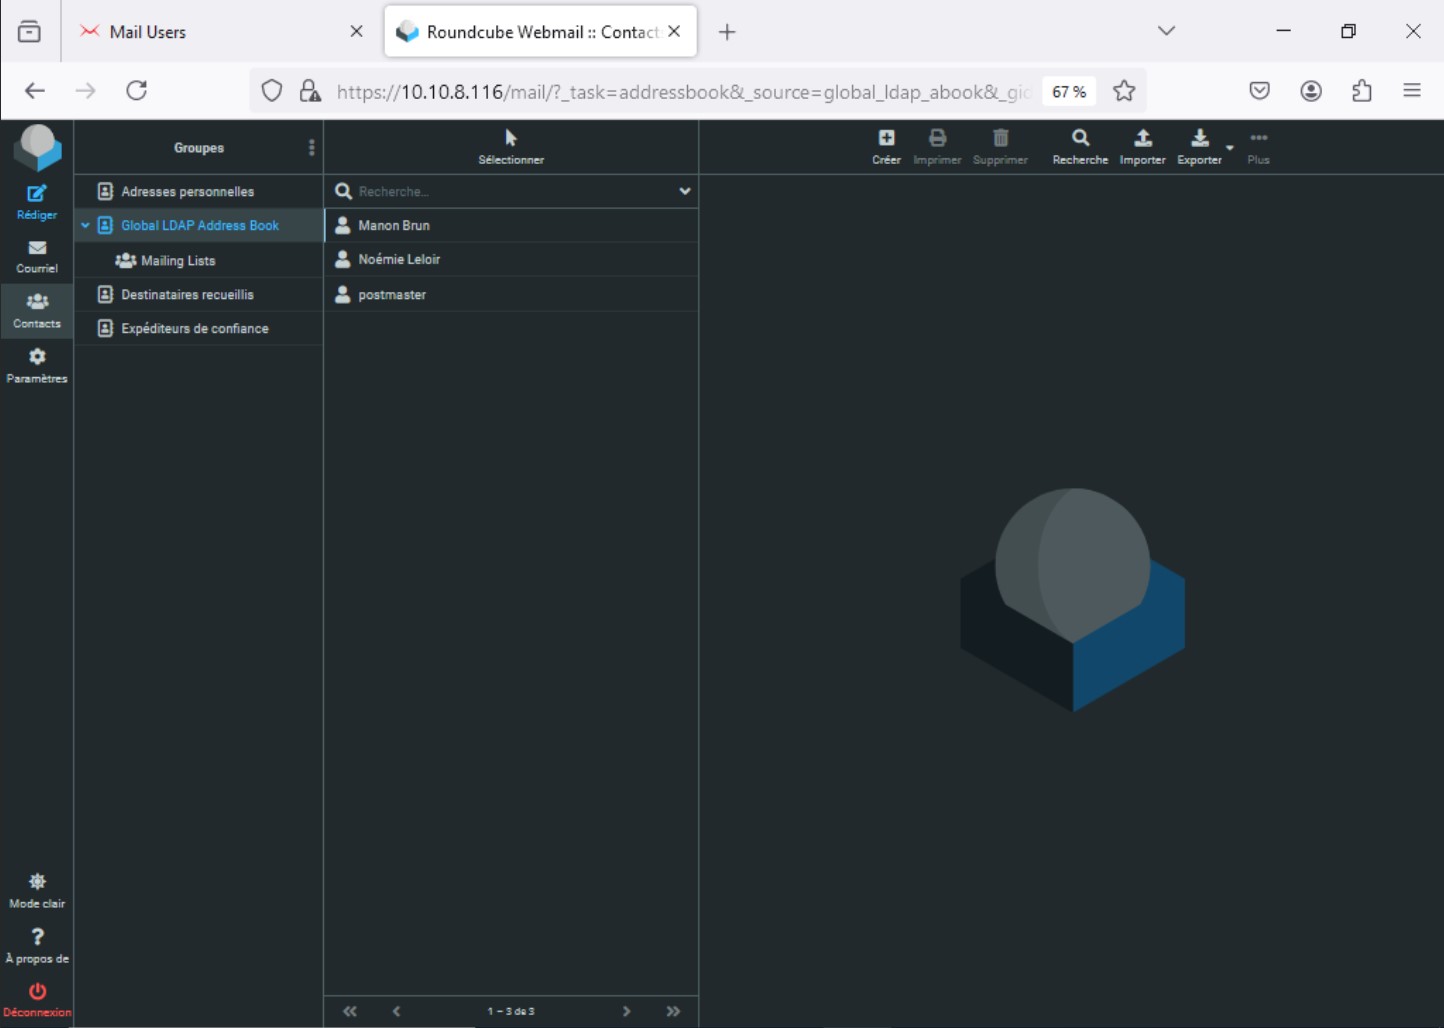 Mail Users
Roundcube Webmail :: Contact
https://10.10.8.116/mail/?_task=addressbook&_source=global_ldap_abook&_gid
67 %
Groupes
Sélectionner
Créer
Imprimer
Supprimer
Recherche
Importer
Exporter
Plus
Rédiger
Courriel
Contacts
Paramètres
Adresses personnelles
Global LDAP Address Book
Mailing Lists
Destinataires recueillis
Expéditeurs de confiance
Recherche...
Manon Brun
Noémie Leloir
postmaster
Mode clair
À propos de
Déconnexion
1 – 3 de 3